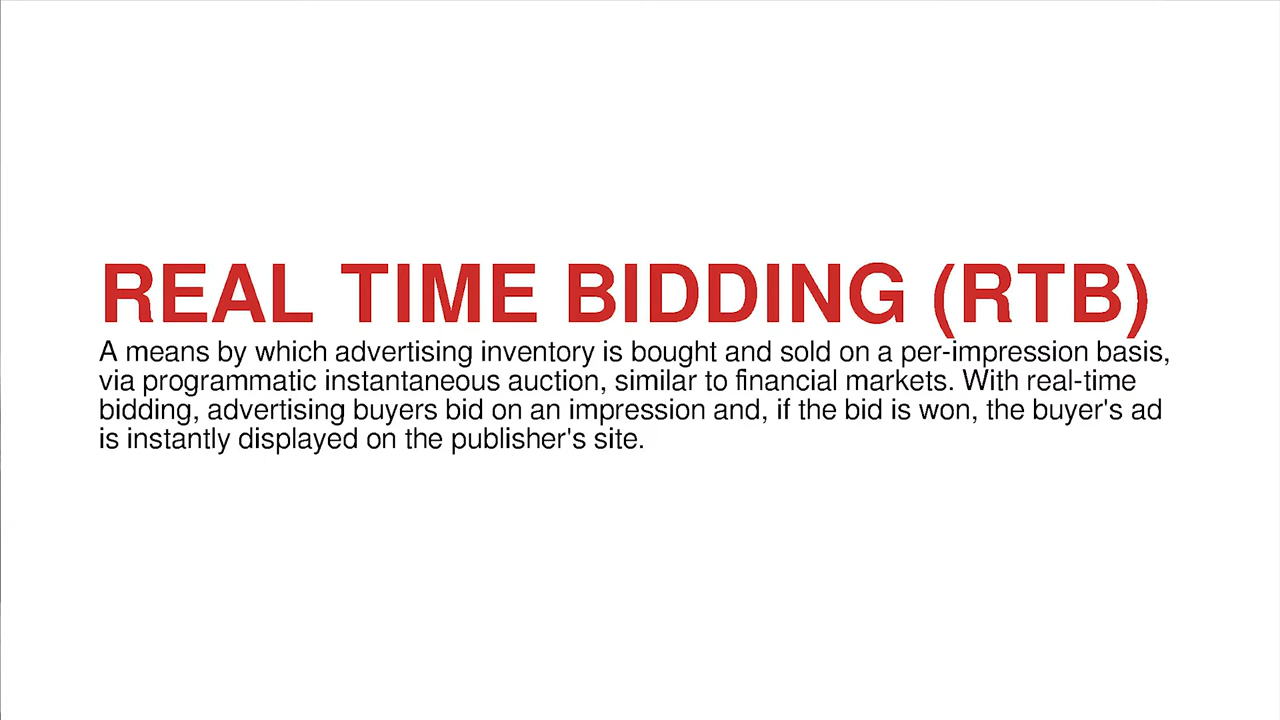 REAL TIME BIDDING (RTB)
A means by which advertising inventory is bought and sold on a per-impression basis,
via programmatic instantaneous auction, similar to financial markets. With real-time
bidding, advertising buyers bid on an impression and, if the bid is won, the buyer's ad
is instantly displayed on the publisher's site.